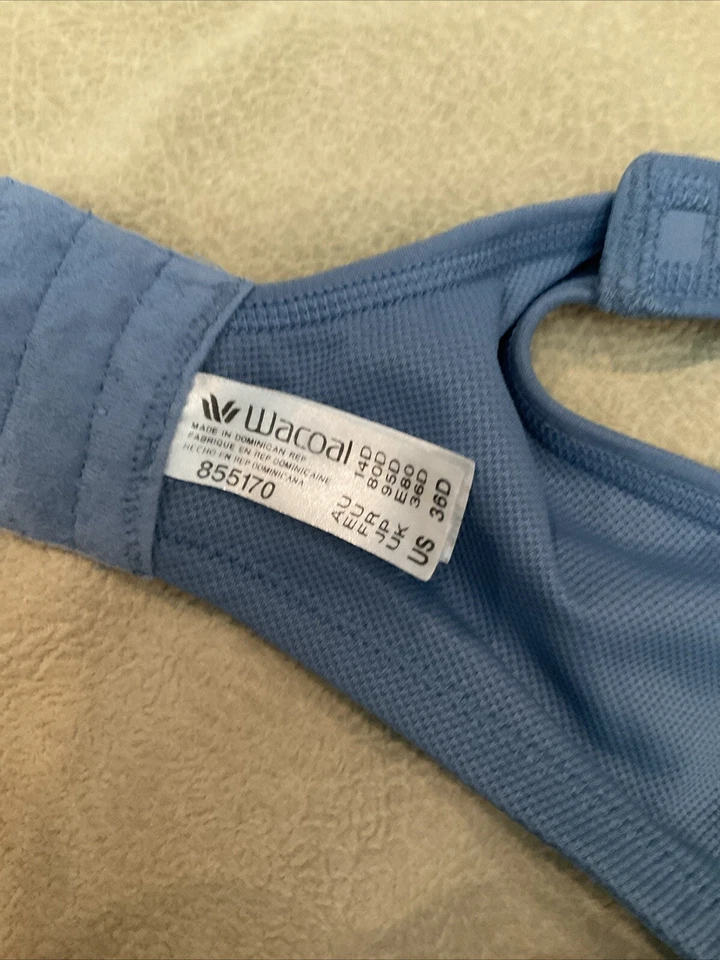 Wacoal
MADE IN DOMINICAN REP
FABRIQUE EN REP DOMINICAINE
HECHO EN REP DOMINICANA
855170
AU 14D
EU 80D
FR 95D
JP E80
UK 36D
US 36D